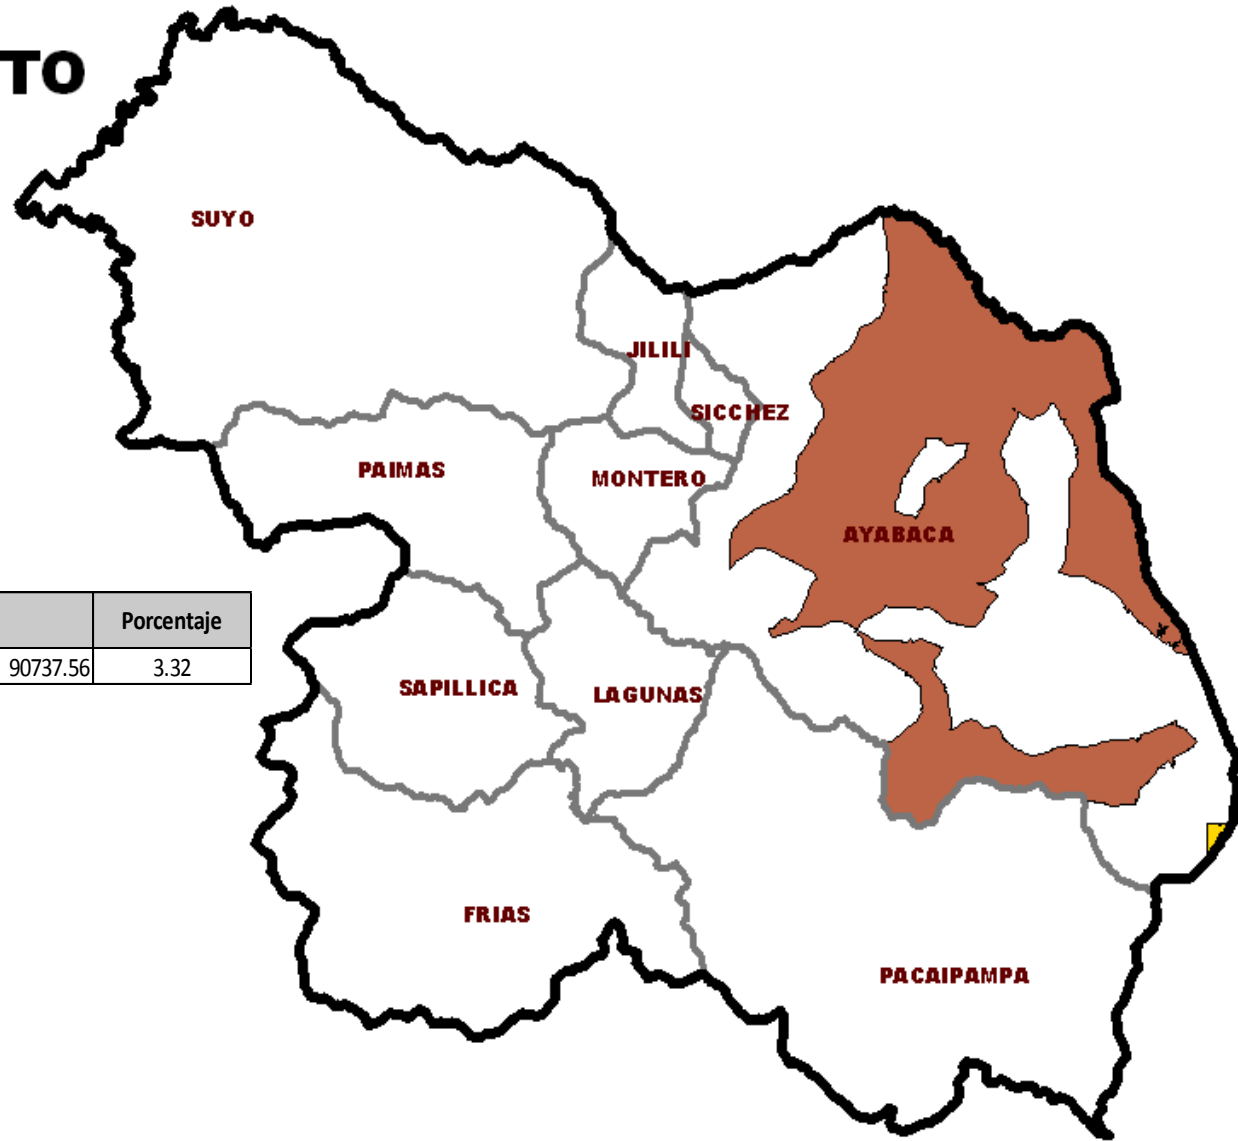 TO
SUYO
JILILI
SICCHEZ
PAIMAS
MONTERO
AYABACA
Porcentaje
90737.56 3.32
SAPILLICA
LAGUNAS
FRIAS
PACAIPAMPA